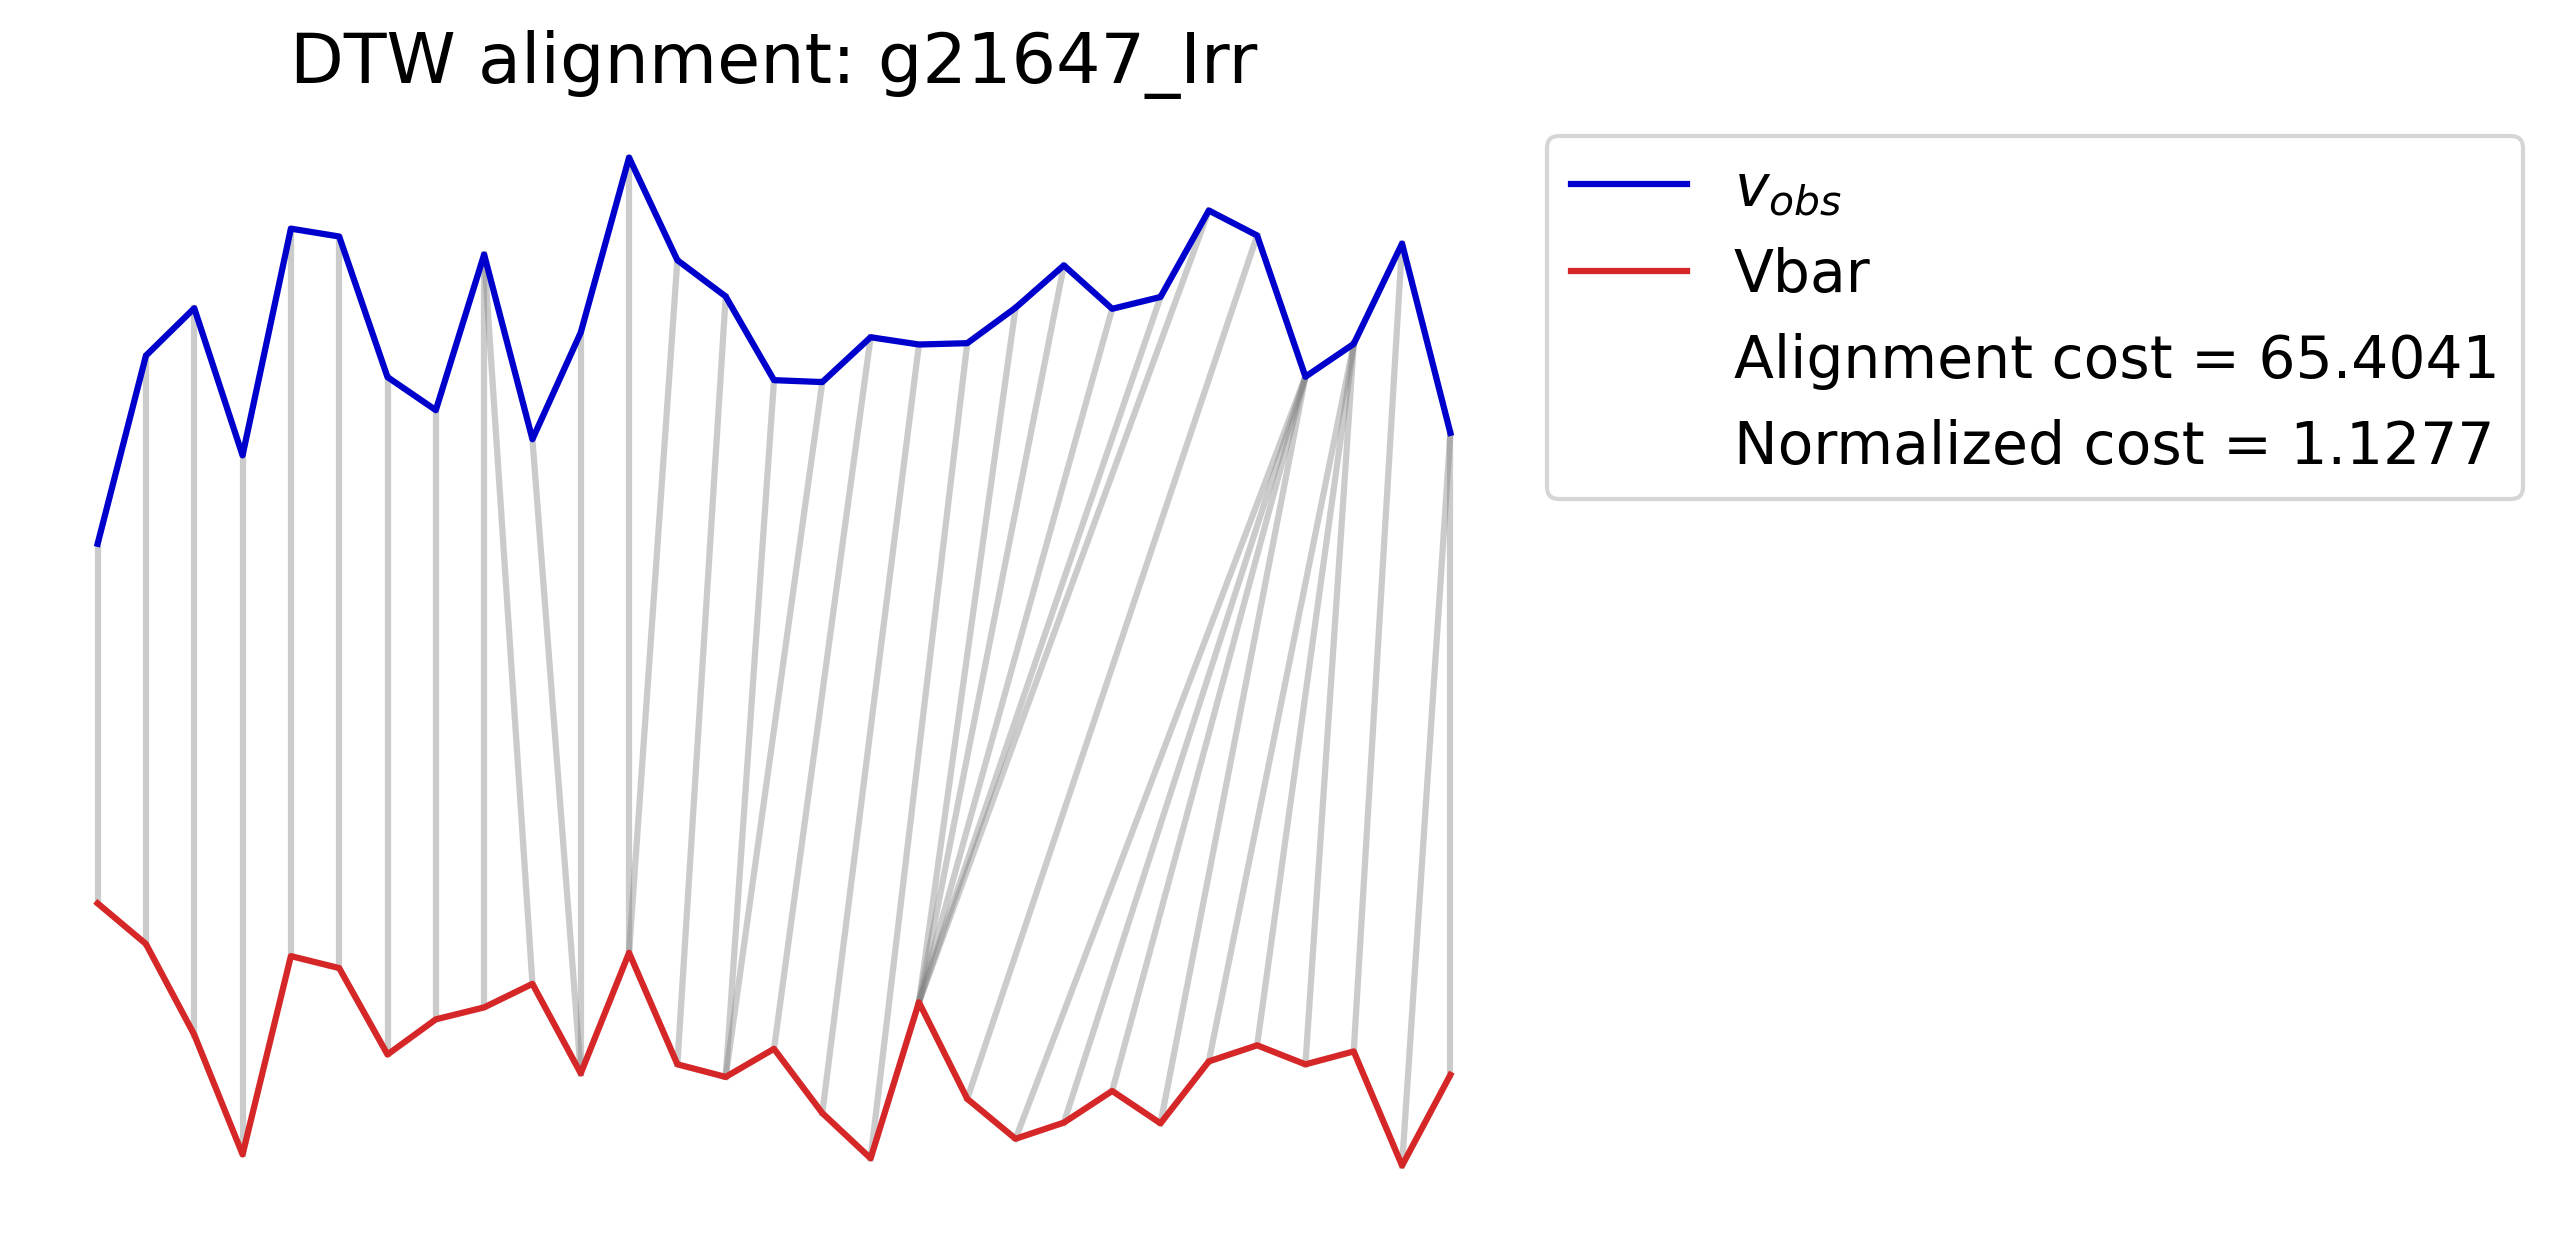 DTW alignment: g21647_Irr
v_obs
Vbar
Alignment cost = 65.4041
Normalized cost = 1.1277